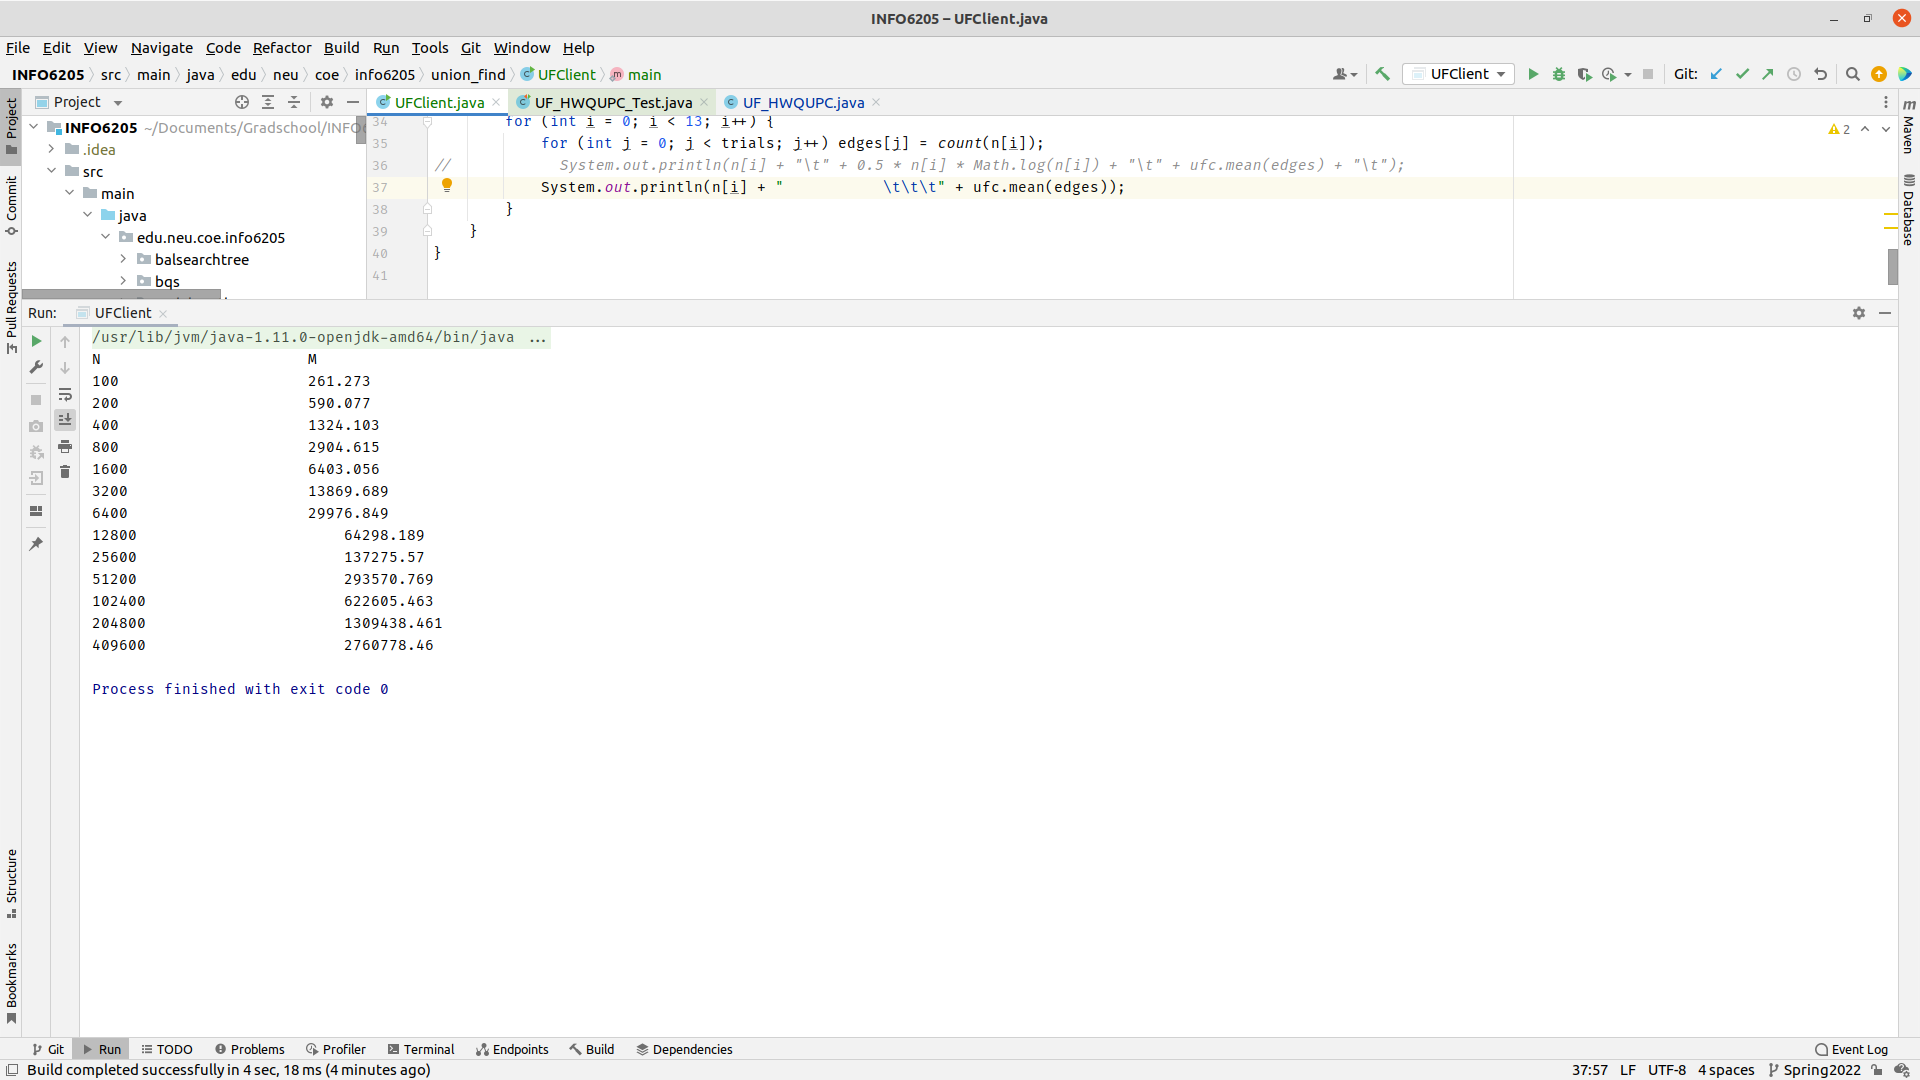 INFO6205 – UFClient.java
File Edit View Navigate Code Refactor Build Run Tools Git Window Help
INFO6205 src main java edu neu coe info6205 union_find UFClient m main
UFClient
Git:
Project
UFClient.java
UF_HWQUPC_Test.java
UF_HWQUPC.java
INFO6205 ~/Documents/Gradschool/INFO
.idea
src
main
java
edu.neu.coe.info6205
balsearchtree
bqs
34 for (int i = 0; i < 13; i++) {
35 for (int j = 0; j < trials; j++) edges[j] = count(n[i]);
36 // System.out.println(n[i] + "\t" + 0.5 * n[i] * Math.log(n[i]) + "\t" + ufc.mean(edges) + "\t");
37 System.out.println(n[i] + "           \t\t\t" + ufc.mean(edges));
38 }
39 }
40 }
41
2
Project
Commit
Pull Requests
Structure
Bookmarks
m Maven
Database
Run: UFClient
/usr/lib/jvm/java-1.11.0-openjdk-amd64/bin/java ...
N M
100 261.273
200 590.077
400 1324.103
800 2904.615
1600 6403.056
3200 13869.689
6400 29976.849
12800 64298.189
25600 137275.57
51200 293570.769
102400 622605.463
204800 1309438.461
409600 2760778.46
Process finished with exit code 0
Git Run TODO Problems Profiler Terminal Endpoints Build Dependencies Event Log
Build completed successfully in 4 sec, 18 ms (4 minutes ago) 37:57 LF UTF-8 4 spaces Spring2022